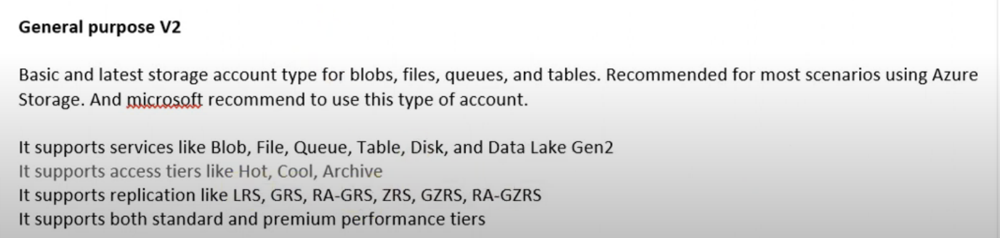 General purpose V2
Basic and latest storage account type for blobs, files, queues, and tables. Recommended for most scenarios using Azure
Storage. And microsoft recommend to use this type of account.
It supports services like Blob, File, Queue, Table, Disk, and Data Lake Gen2
It supports access tiers like Hot, Cool, Archive
It supports replication like LRS, GRS, RA-GRS, ZRS, GZRS, RA-GZRS
It supports both standard and premium performance tiers